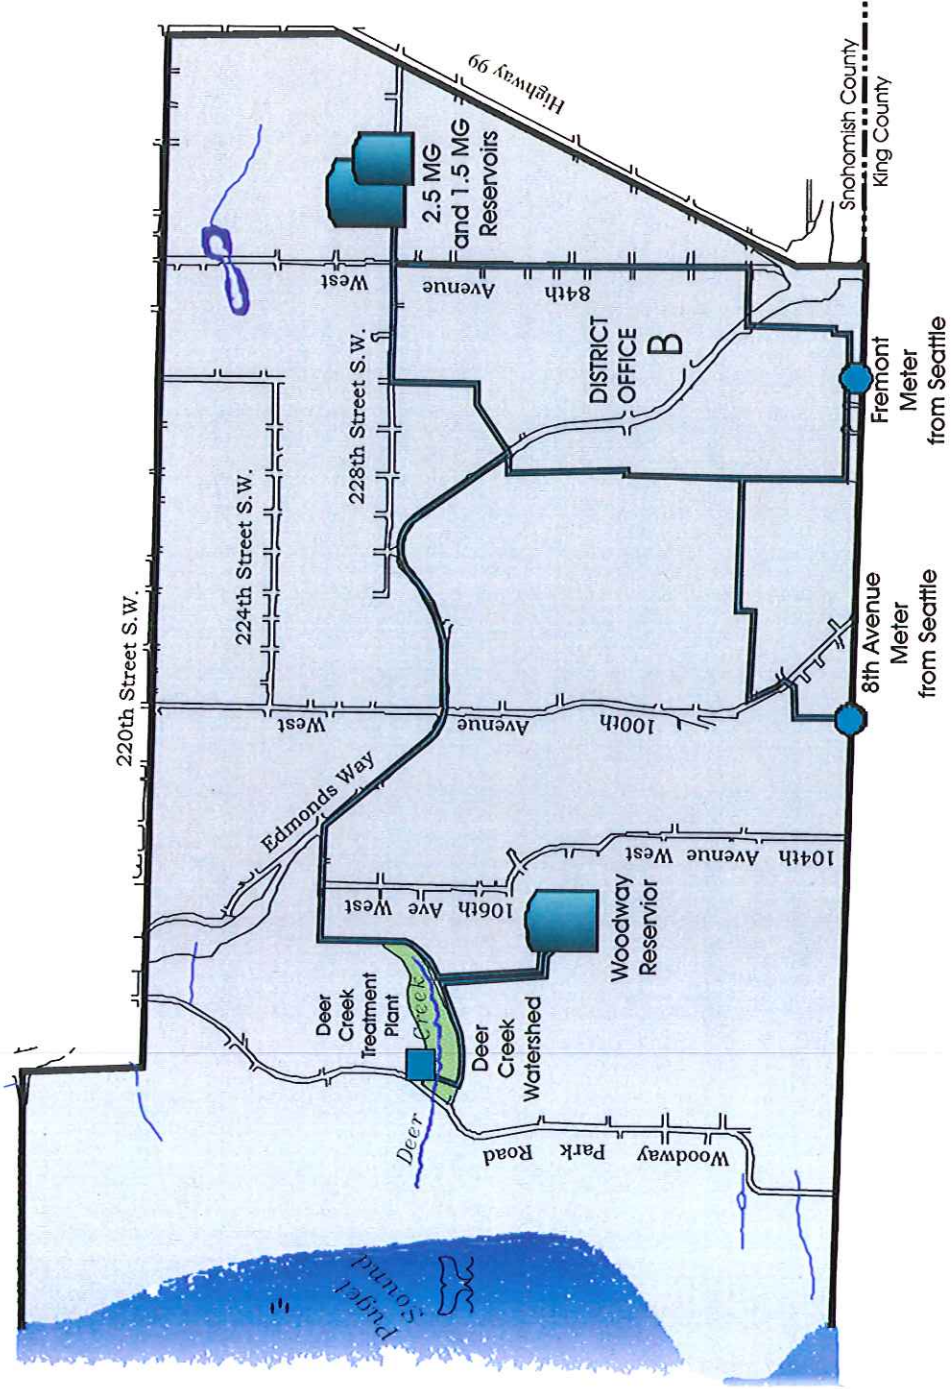 220th Street S.W.
224th Street S.W.
228th Street S.W.
Highway 99
2.5 MG
and 1.5 MG
Reservoirs
84th Avenue West
DISTRICT
OFFICE
B
Snohomish County
King County
Fremont
Meter
from Seattle
8th Avenue
Meter
from Seattle
100th Avenue West
Edmonds Way
104th Avenue West
106th Ave West
Woodway
Reservior
Deer
Creek
Treatment
Plant
Deer Creek
Deer
Creek
Watershed
Woodway Park Road
Puget
Sound